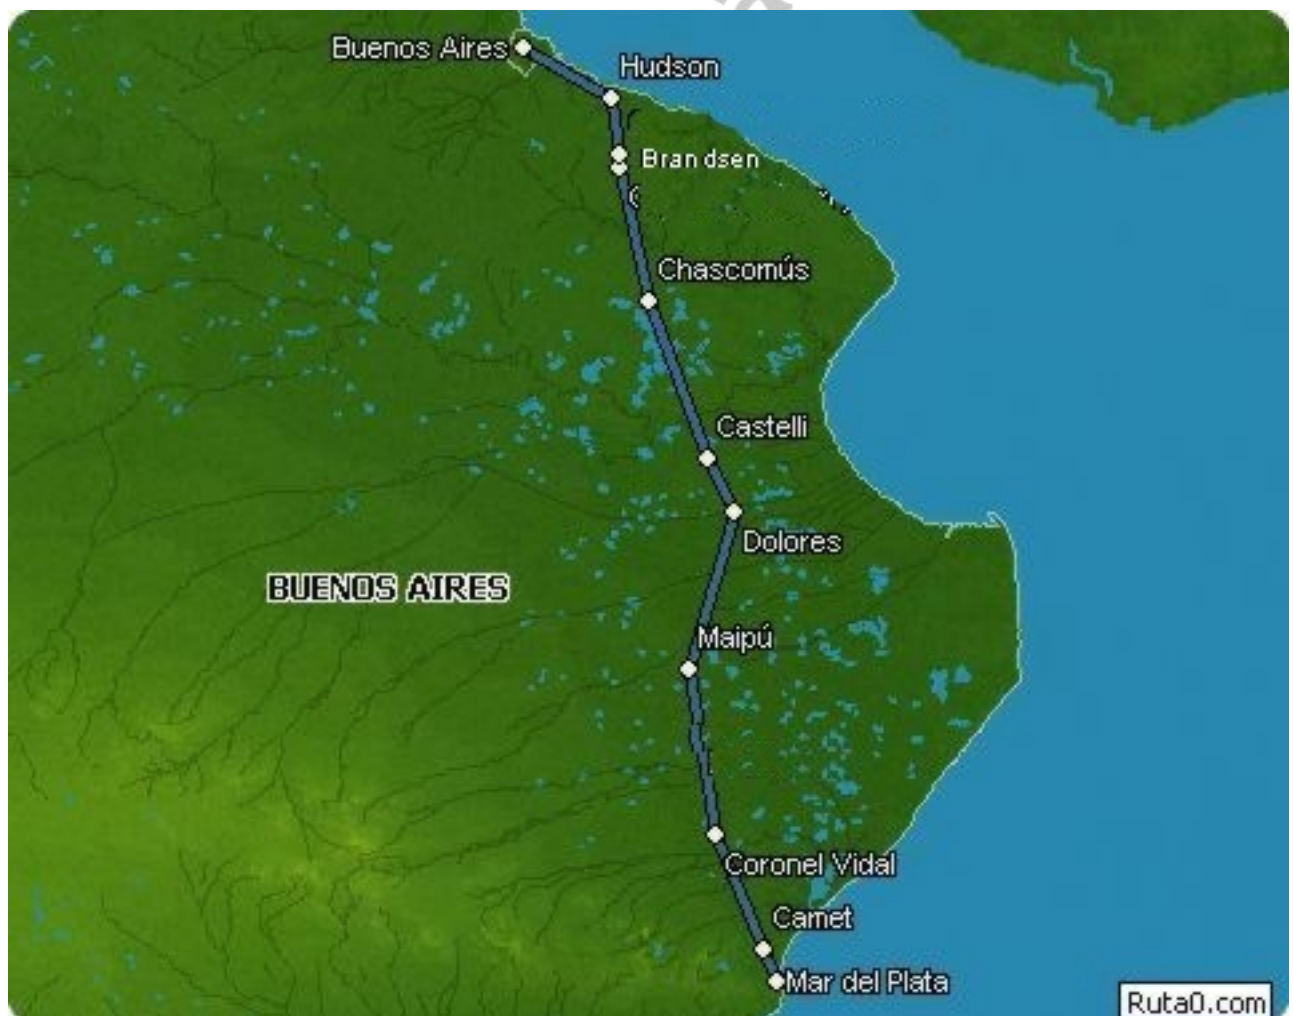 Buenos Aires
Hudson
Brandsen
Chascomús
Castelli
Dolores
BUENOS AIRES
Maipú
Coronel Vidal
Camet
Mar del Plata
Ruta0.com